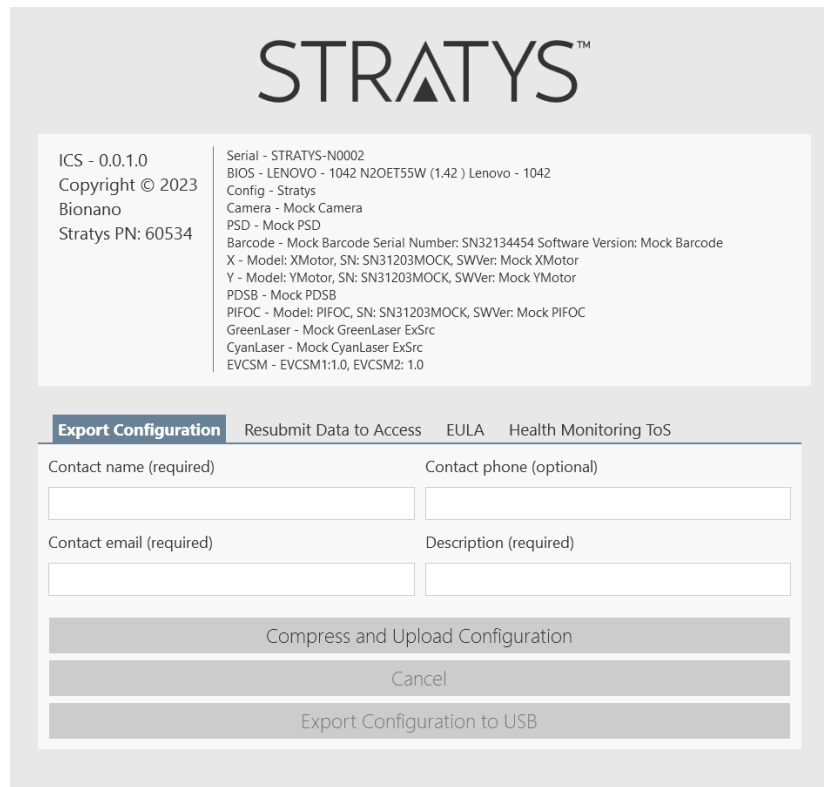 STRATYS™
ICS - 0.0.1.0
Copyright © 2023
Bionano
Stratys PN: 60534
Serial - STRATYS-N0002
BIOS - LENOVO - 1042 N2OET55W (1.42 ) Lenovo - 1042
Config - Stratys
Camera - Mock Camera
PSD - Mock PSD
Barcode - Mock Barcode Serial Number: SN32134454 Software Version: Mock Barcode
X - Model: XMotor, SN: SN31203MOCK, SWVer: Mock XMotor
Y - Model: YMotor, SN: SN31203MOCK, SWVer: Mock YMotor
PDSB - Mock PDSB
PIFOC - Model: PIFOC, SN: SN31203MOCK, SWVer: Mock PIFOC
GreenLaser - Mock GreenLaser ExSrc
CyanLaser - Mock CyanLaser ExSrc
EVCSM - EVCSM1:1.0, EVCSM2: 1.0
Export Configuration Resubmit Data to Access EULA Health Monitoring ToS
Contact name (required) Contact phone (optional)
Contact email (required) Description (required)
Compress and Upload Configuration
Cancel
Export Configuration to USB